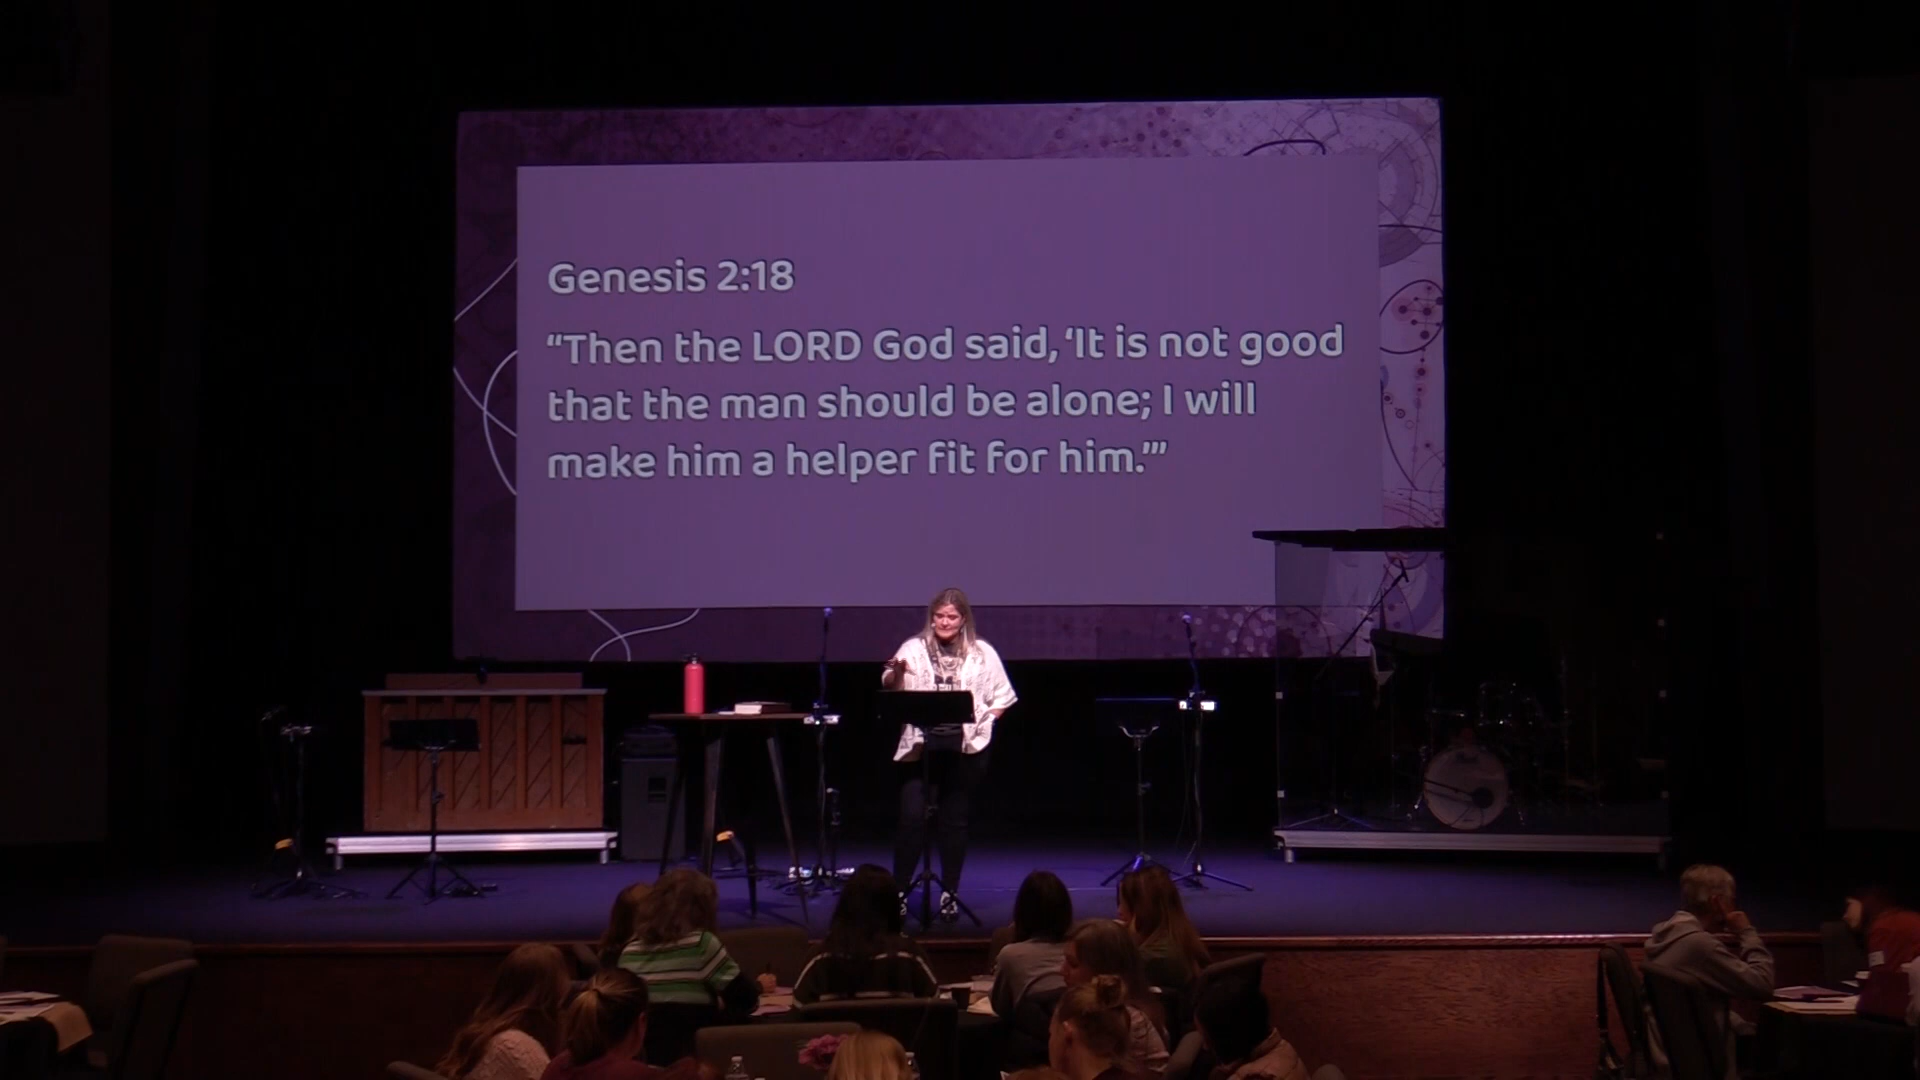 Genesis 2:18
“Then the LORD God said, ‘It is not good
that the man should be alone; I will
make him a helper fit for him.’”